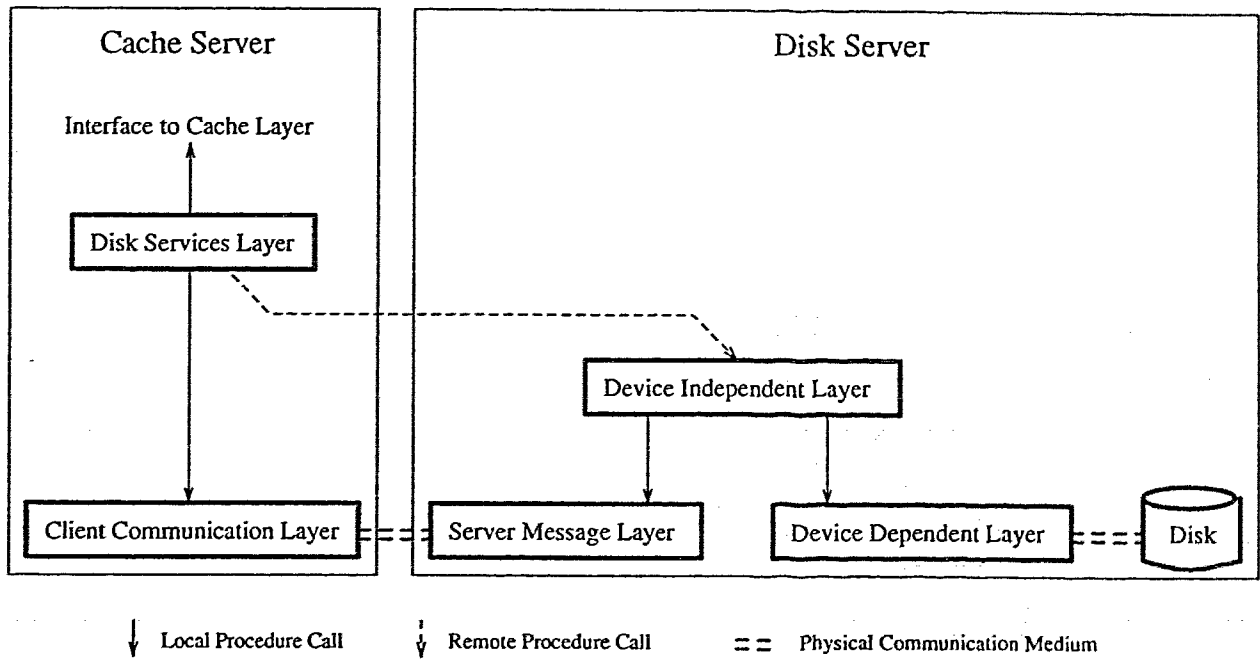 Cache Server
Disk Server
Interface to Cache Layer
Disk Services Layer
Device Independent Layer
Client Communication Layer
Server Message Layer
Device Dependent Layer
Disk
Local Procedure Call
Remote Procedure Call
Physical Communication Medium